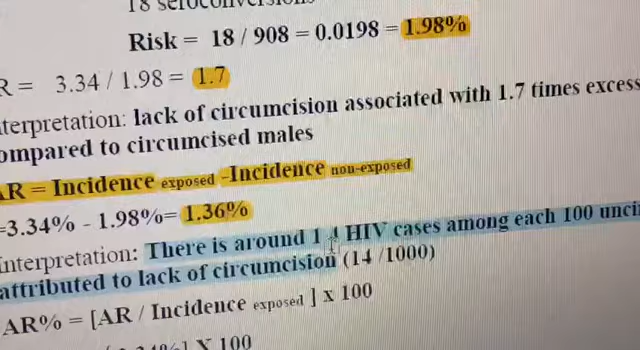 18 seroconversions
Risk = 18 / 908 = 0.0198 = 1.98%
R = 3.34 / 1.98 = 1.7
nterpretation: lack of circumcision associated with 1.7 times excess
ompared to circumcised males
AR = Incidence exposed -Incidence non-exposed
=3.34% - 1.98%= 1.36%
Interpretation: There is around 1.4 HIV cases among each 100 unci
attributed to lack of circumcision (14 /1000)
AR% = [AR / Incidence exposed ] x 100
X 100